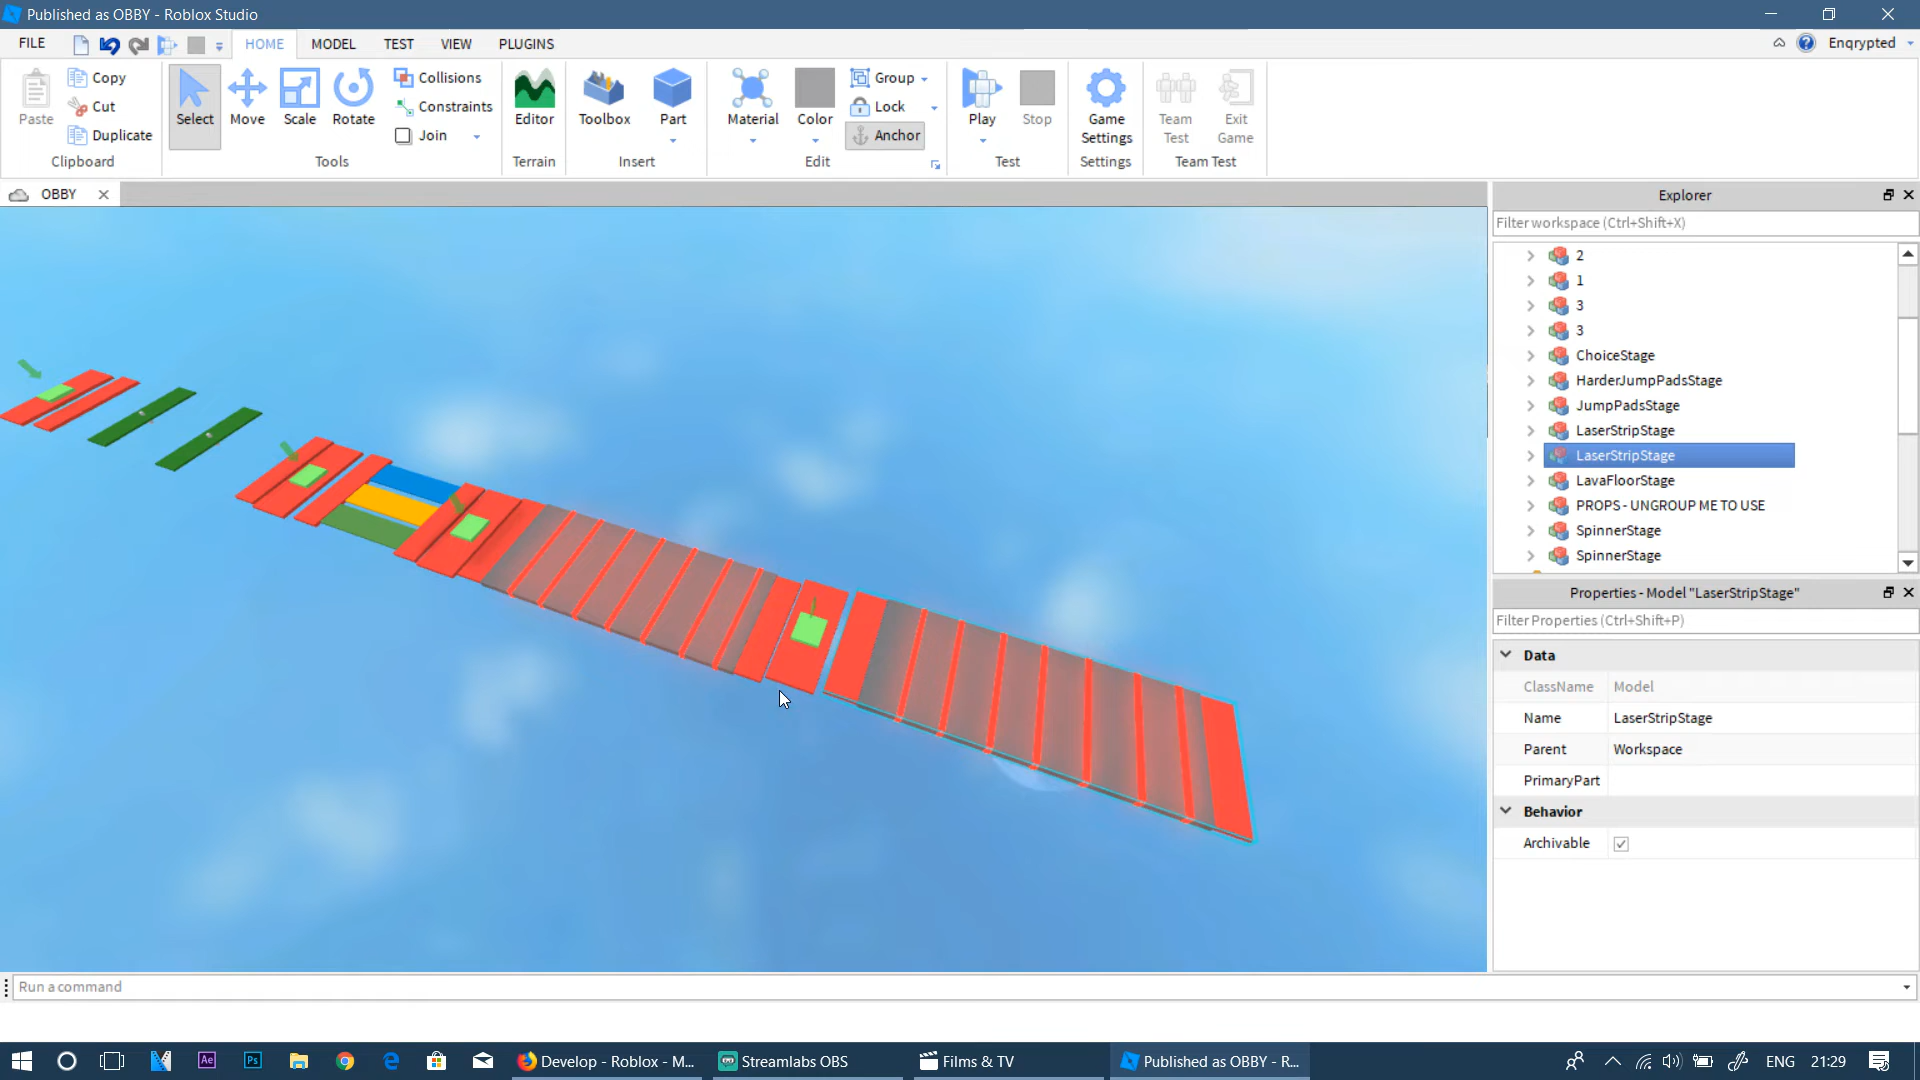 Published as OBBY - Roblox Studio
FILE HOME MODEL TEST VIEW PLUGINS Enqrypted
Paste
Copy
Cut
Duplicate
Clipboard
Select Move Scale Rotate
Collisions
Constraints
Join
Tools
Editor
Terrain
Toolbox Part
Insert
Material Color
Group
Lock
Anchor
Edit
Play Stop
Test
Game
Settings
Settings
Team
Test
Exit
Game
Team Test
OBBY
Explorer
Filter workspace (Ctrl+Shift+X)
2
1
3
3
ChoiceStage
HarderJumpPadsStage
JumpPadsStage
LaserStripStage
LaserStripStage
LavaFloorStage
PROPS - UNGROUP ME TO USE
SpinnerStage
SpinnerStage
Properties - Model "LaserStripStage"
Filter Properties (Ctrl+Shift+P)
Data
ClassName Model
Name LaserStripStage
Parent Workspace
PrimaryPart
Behavior
Archivable
Run a command
Ae Ps Develop - Roblox - M... Streamlabs OBS Films & TV Published as OBBY - R... ENG 21:29